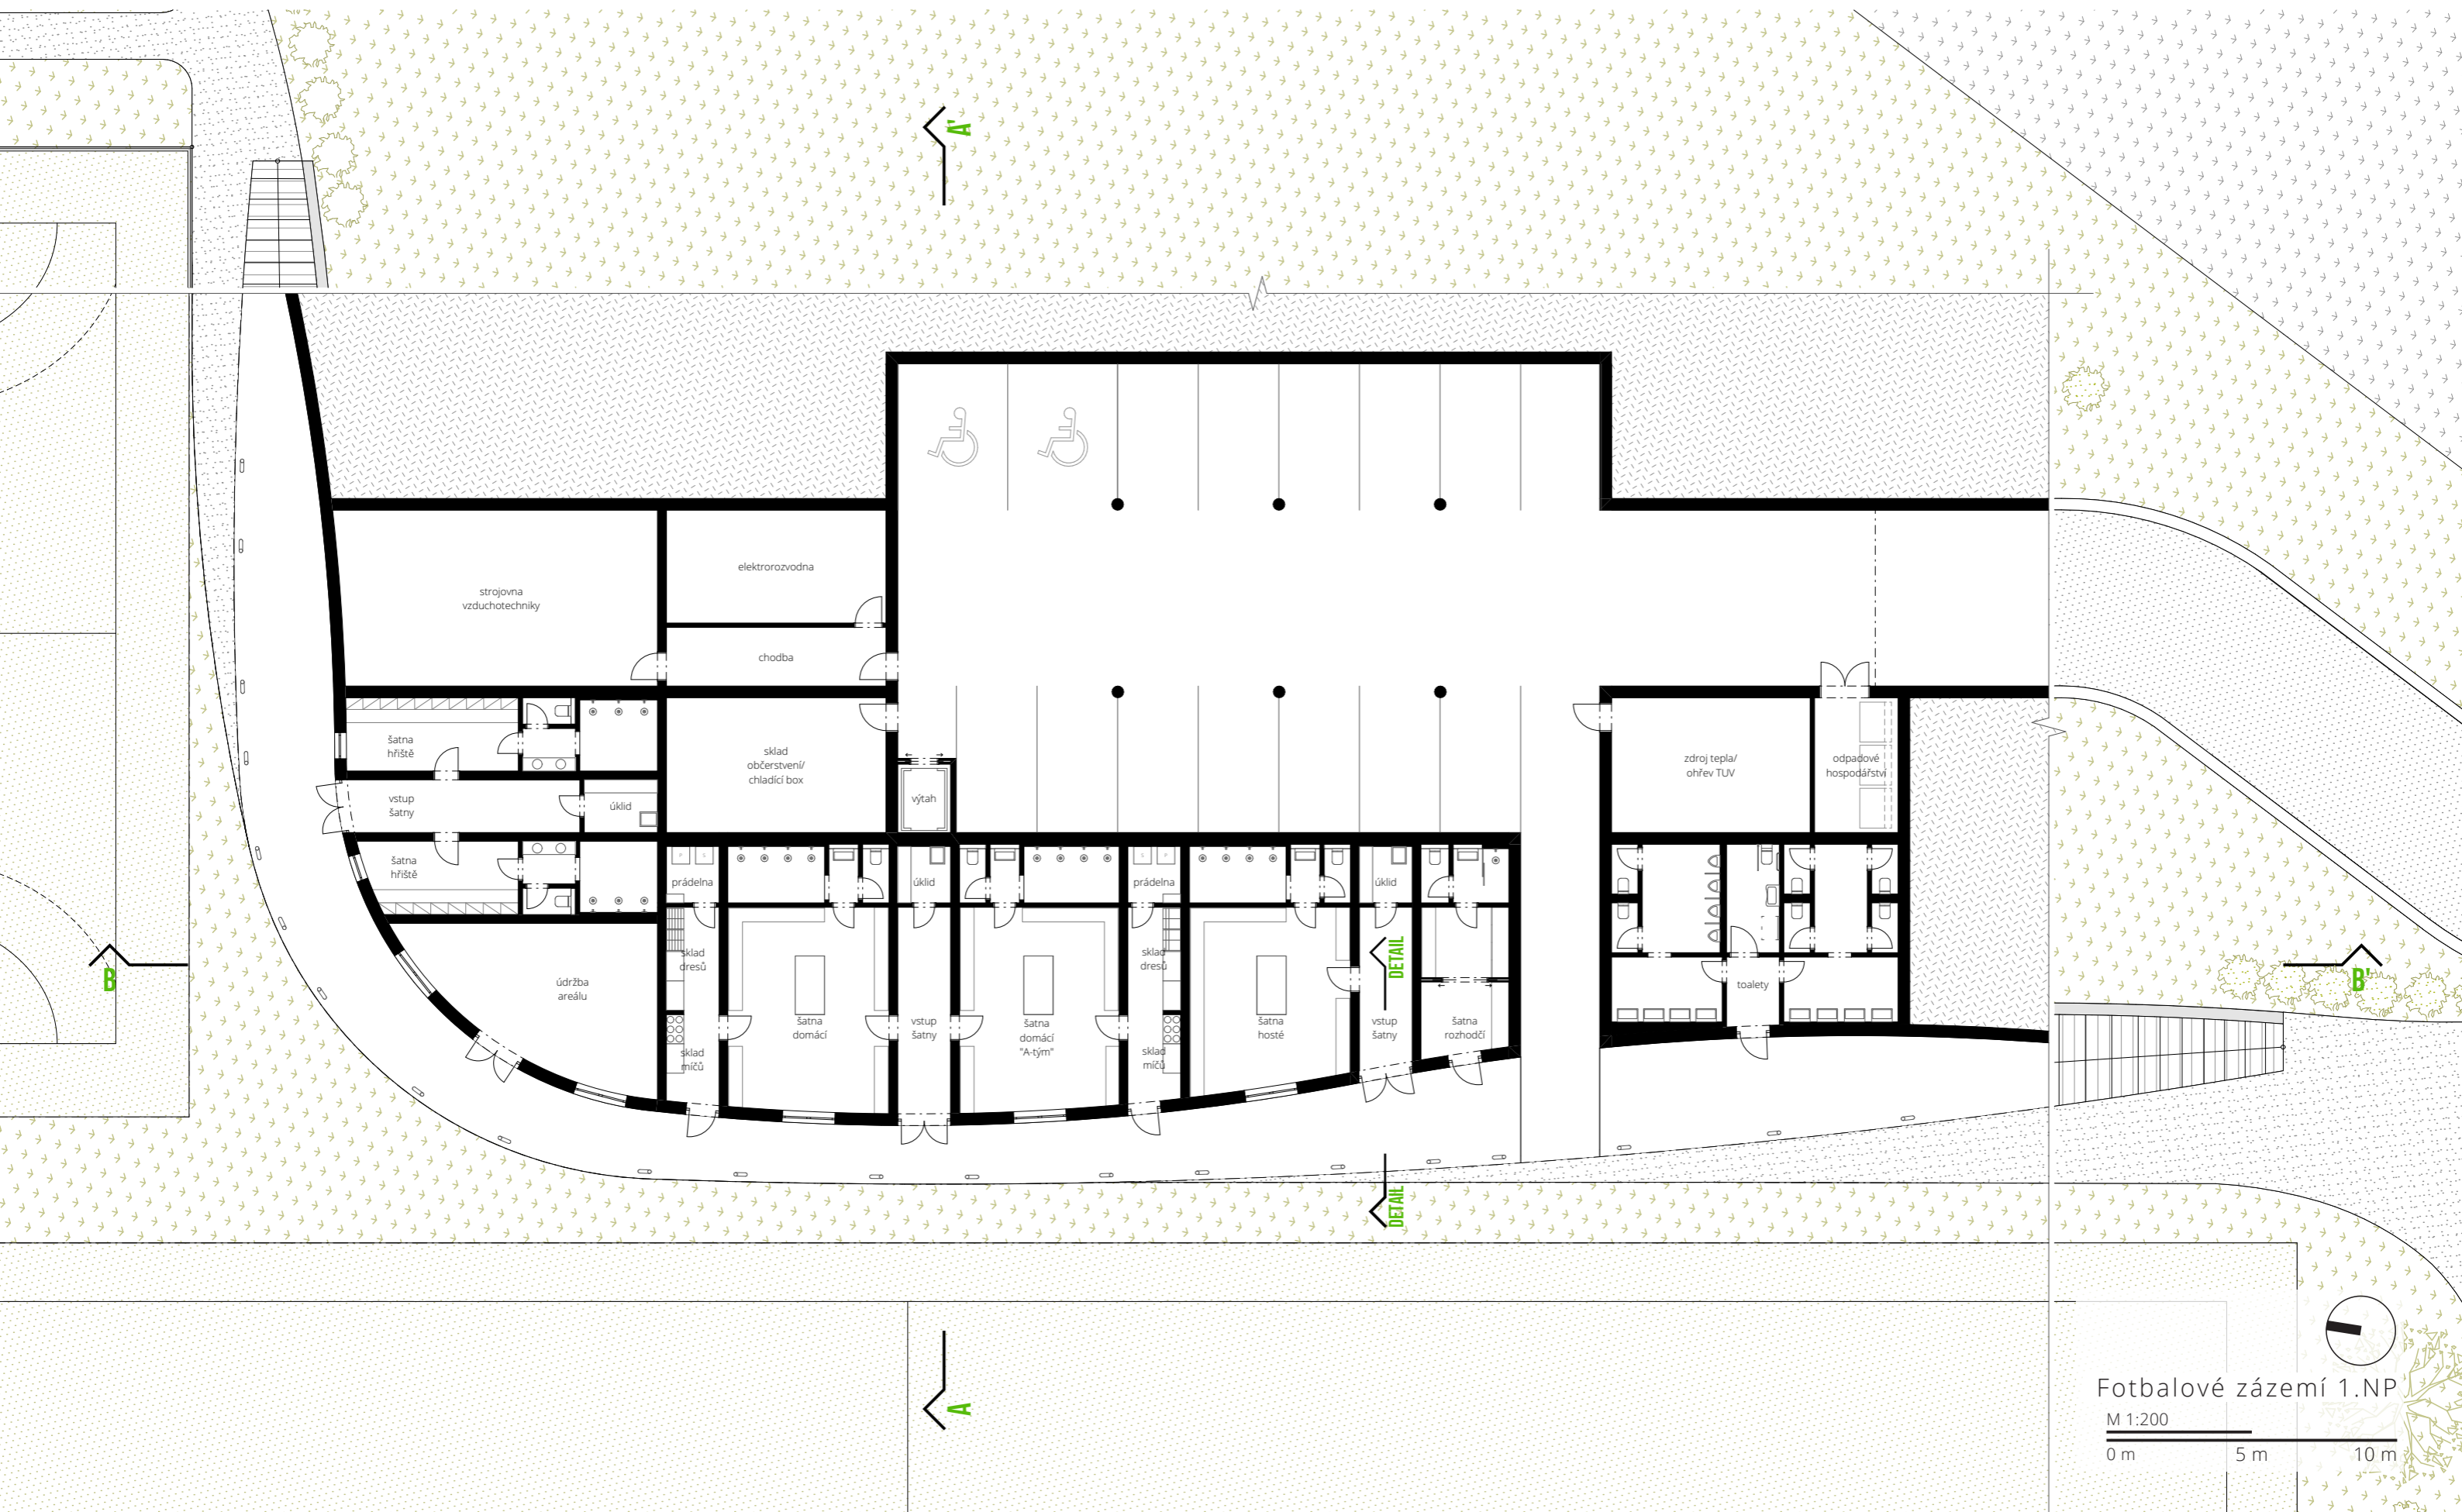 A'
elektrorozvodna
strojovna
vzduchotechniky
chodba
šatna
hřiště
sklad
občerstvení/
chladící box
zdroj tepla/
ohřev TUV
odpadové
hospodářství
vstup
šatny
úklid
výtah
šatna
hřiště
prádelna
úklid
prádelna
úklid
sklad
dresů
sklad
dresů
DETAIL
B
údržba
areálu
toalety
B'
šatna
domácí
vstup
šatny
šatna
domácí
"A-tým"
šatna
hosté
vstup
šatny
šatna
rozhodčí
sklad
míčů
sklad
míčů
DETAIL
A
Fotbalové zázemí 1.NP
M 1:200
0 m 5 m 10 m